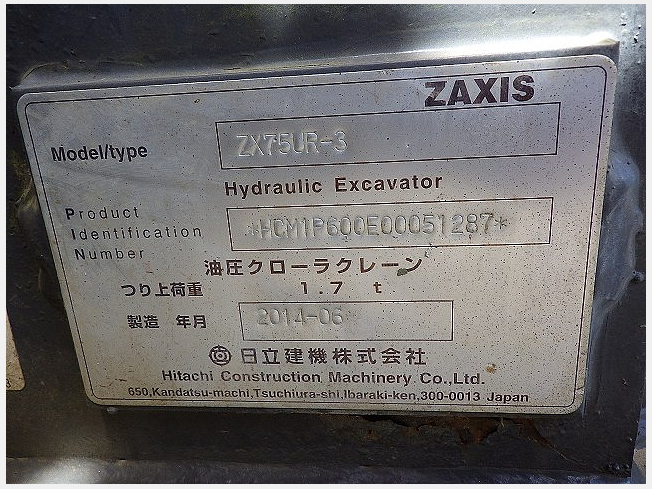 ZAXIS
Model/type ZX75UR-3
Hydraulic Excavator
Product
Identification *HCM1P600E00051287*
Number
油圧クローラクレーン
つり上荷重 1.7 t
製造 年月 2014-06
日立建機株式会社
Hitachi Construction Machinery Co.,Ltd.
650,Kandatsu-machi,Tsuchiura-shi,Ibaraki-ken,300-0013 Japan